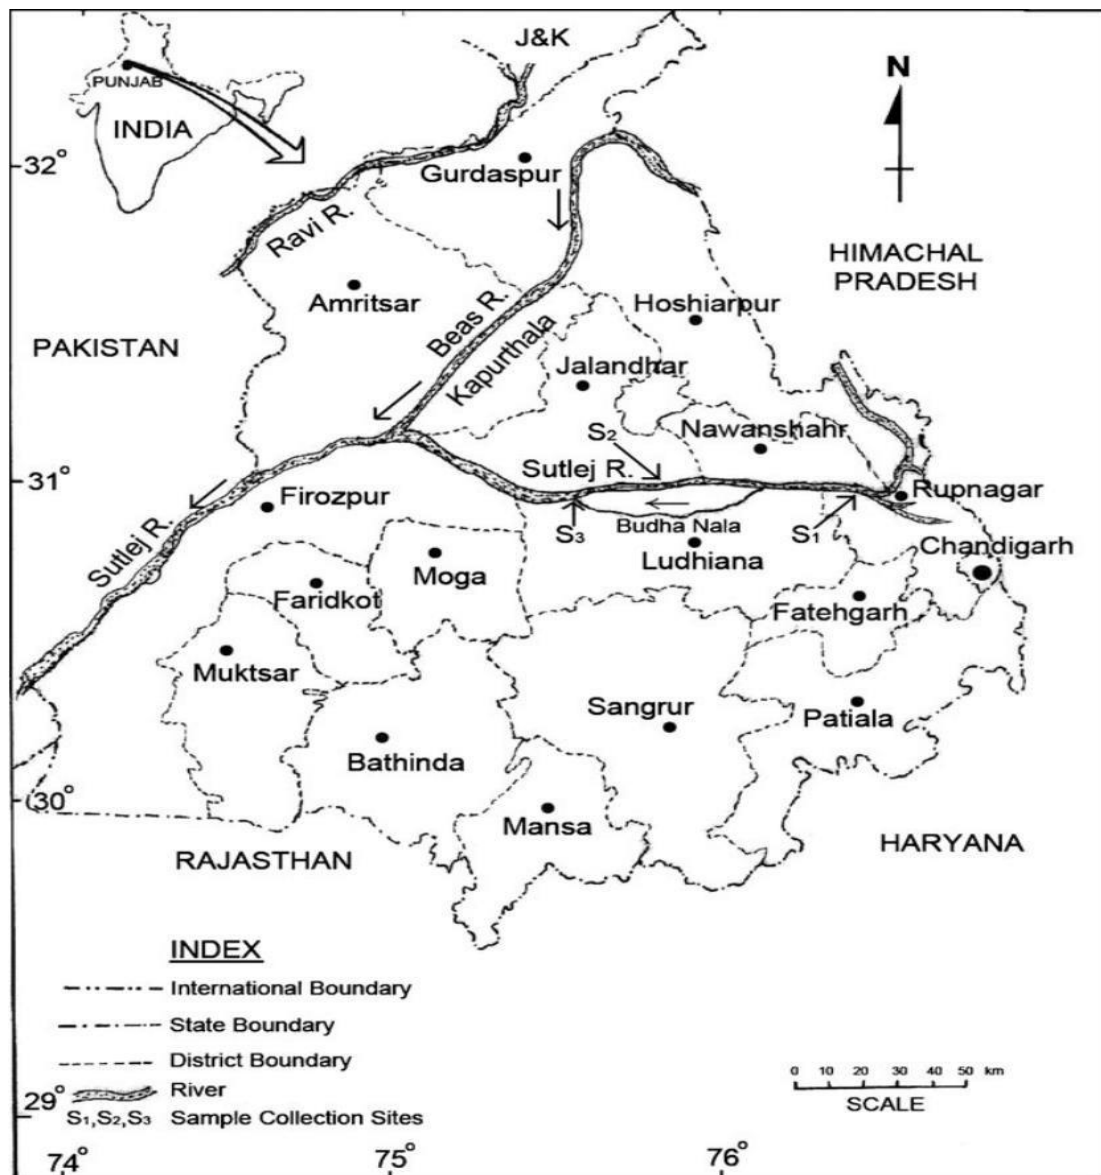 J&K
PUNJAB
INDIA
N
32°
Gurdaspur
Ravi R.
HIMACHAL
PRADESH
Amritsar
Hoshiarpur
Beas R.
PAKISTAN
Kapurthala
Jalandhar
S₂
Nawanshahr
31°
Sutlej R.
Firozpur
Rupnagar
Budha Nala
S₃
S₁
Sutlej R.
Ludhiana
Chandigarh
Moga
Faridkot
Fatehgarh
Muktsar
Sangrur
Patiala
Bathinda
30°
Mansa
HARYANA
RAJASTHAN
INDEX
International Boundary
State Boundary
District Boundary
River
S₁,S₂,S₃ Sample Collection Sites
0 10 20 30 40 50 km
SCALE
29°
74°
75°
76°